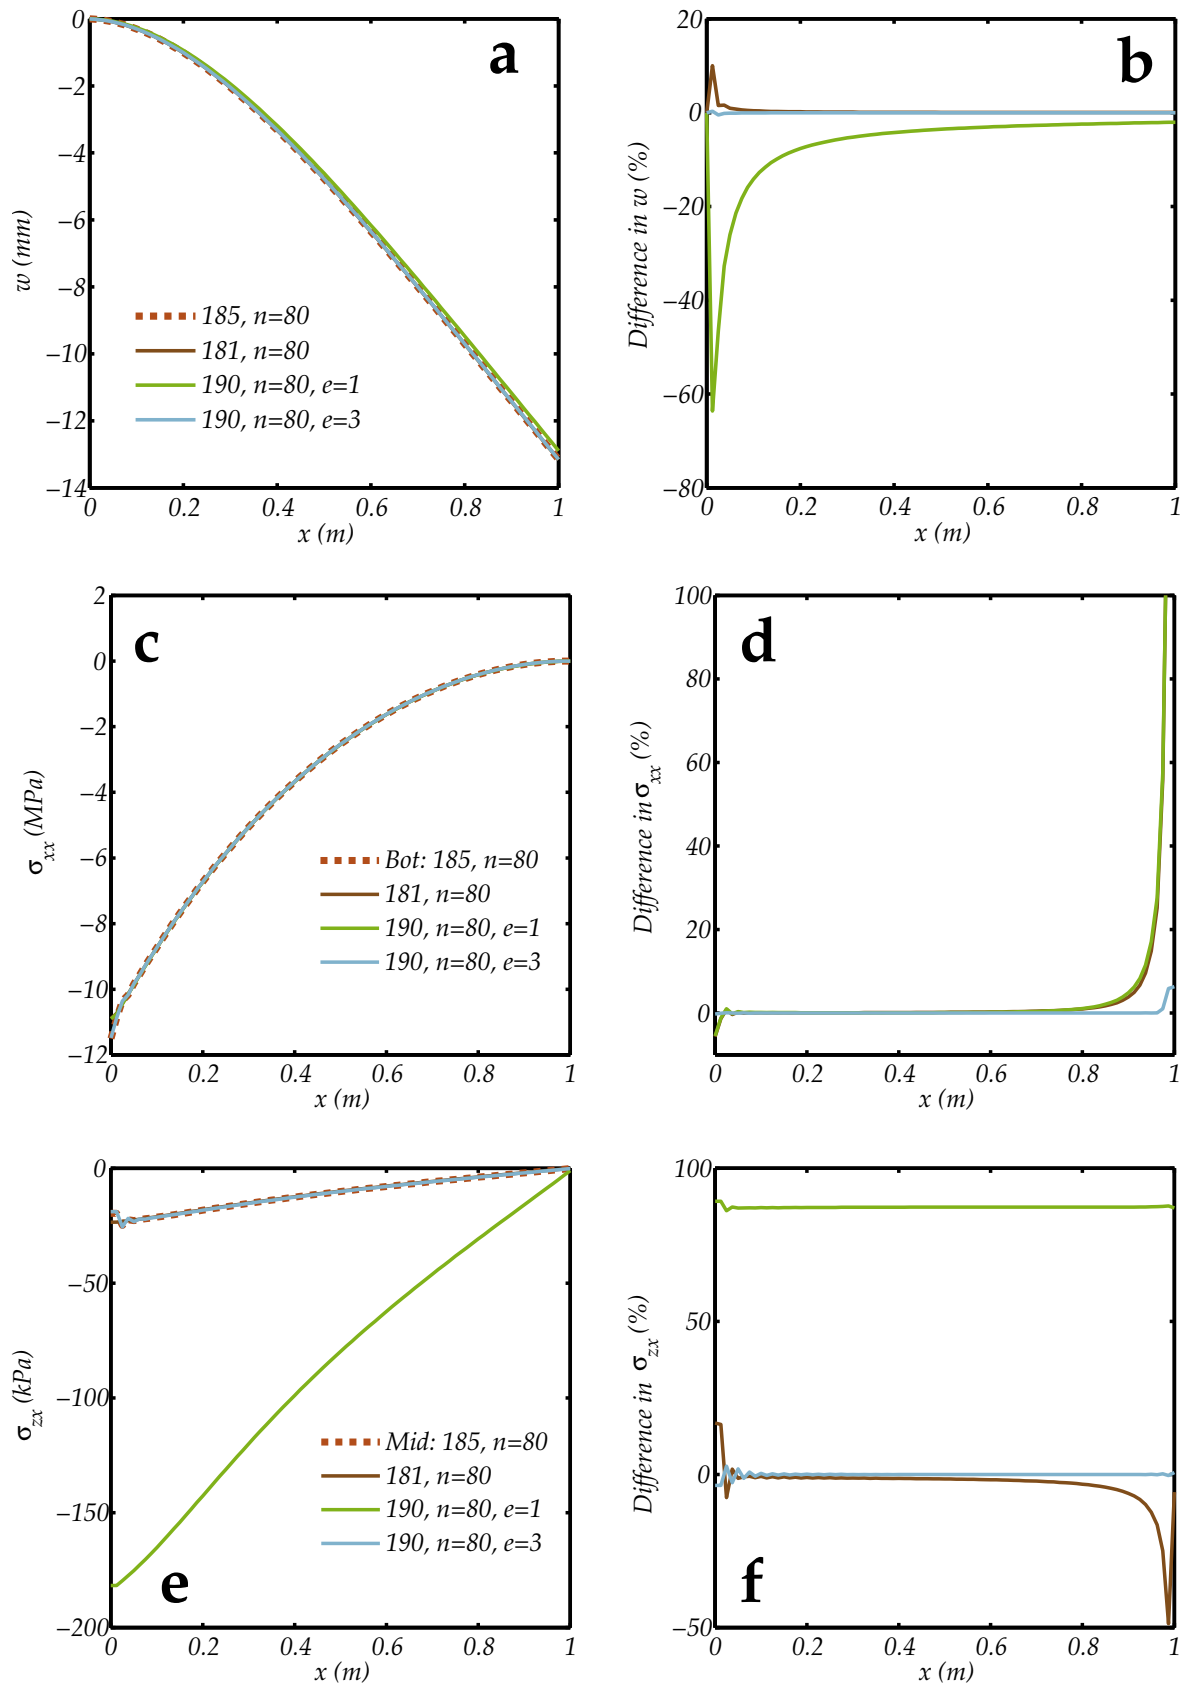 a
0
−2
−4
−6
−8
−10
−12
−14
w (mm)
185, n=80
181, n=80
190, n=80, e=1
190, n=80, e=3
0 0.2 0.4 0.6 0.8 1
x (m)
b
20
0
−20
−40
−60
−80
Difference in w (%)
0 0.2 0.4 0.6 0.8 1
x (m)
c
2
0
−2
−4
−6
−8
−10
−12
σxx (MPa)
Bot: 185, n=80
181, n=80
190, n=80, e=1
190, n=80, e=3
0 0.2 0.4 0.6 0.8 1
x (m)
d
100
80
60
40
20
0
Difference in σxx (%)
0 0.2 0.4 0.6 0.8 1
x (m)
e
0
−50
−100
−150
−200
σzx (kPa)
Mid: 185, n=80
181, n=80
190, n=80, e=1
190, n=80, e=3
0 0.2 0.4 0.6 0.8 1
x (m)
f
100
50
0
−50
Difference in σzx (%)
0 0.2 0.4 0.6 0.8 1
x (m)